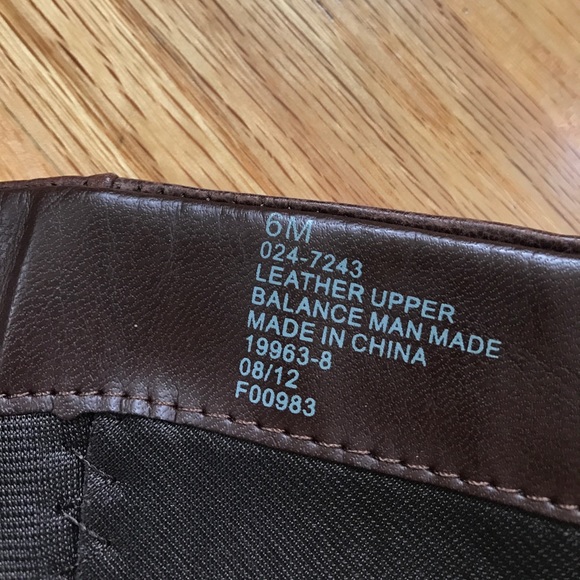 6M
024-7243
LEATHER UPPER
BALANCE MAN MADE
MADE IN CHINA
19963-8
08/12
F00983